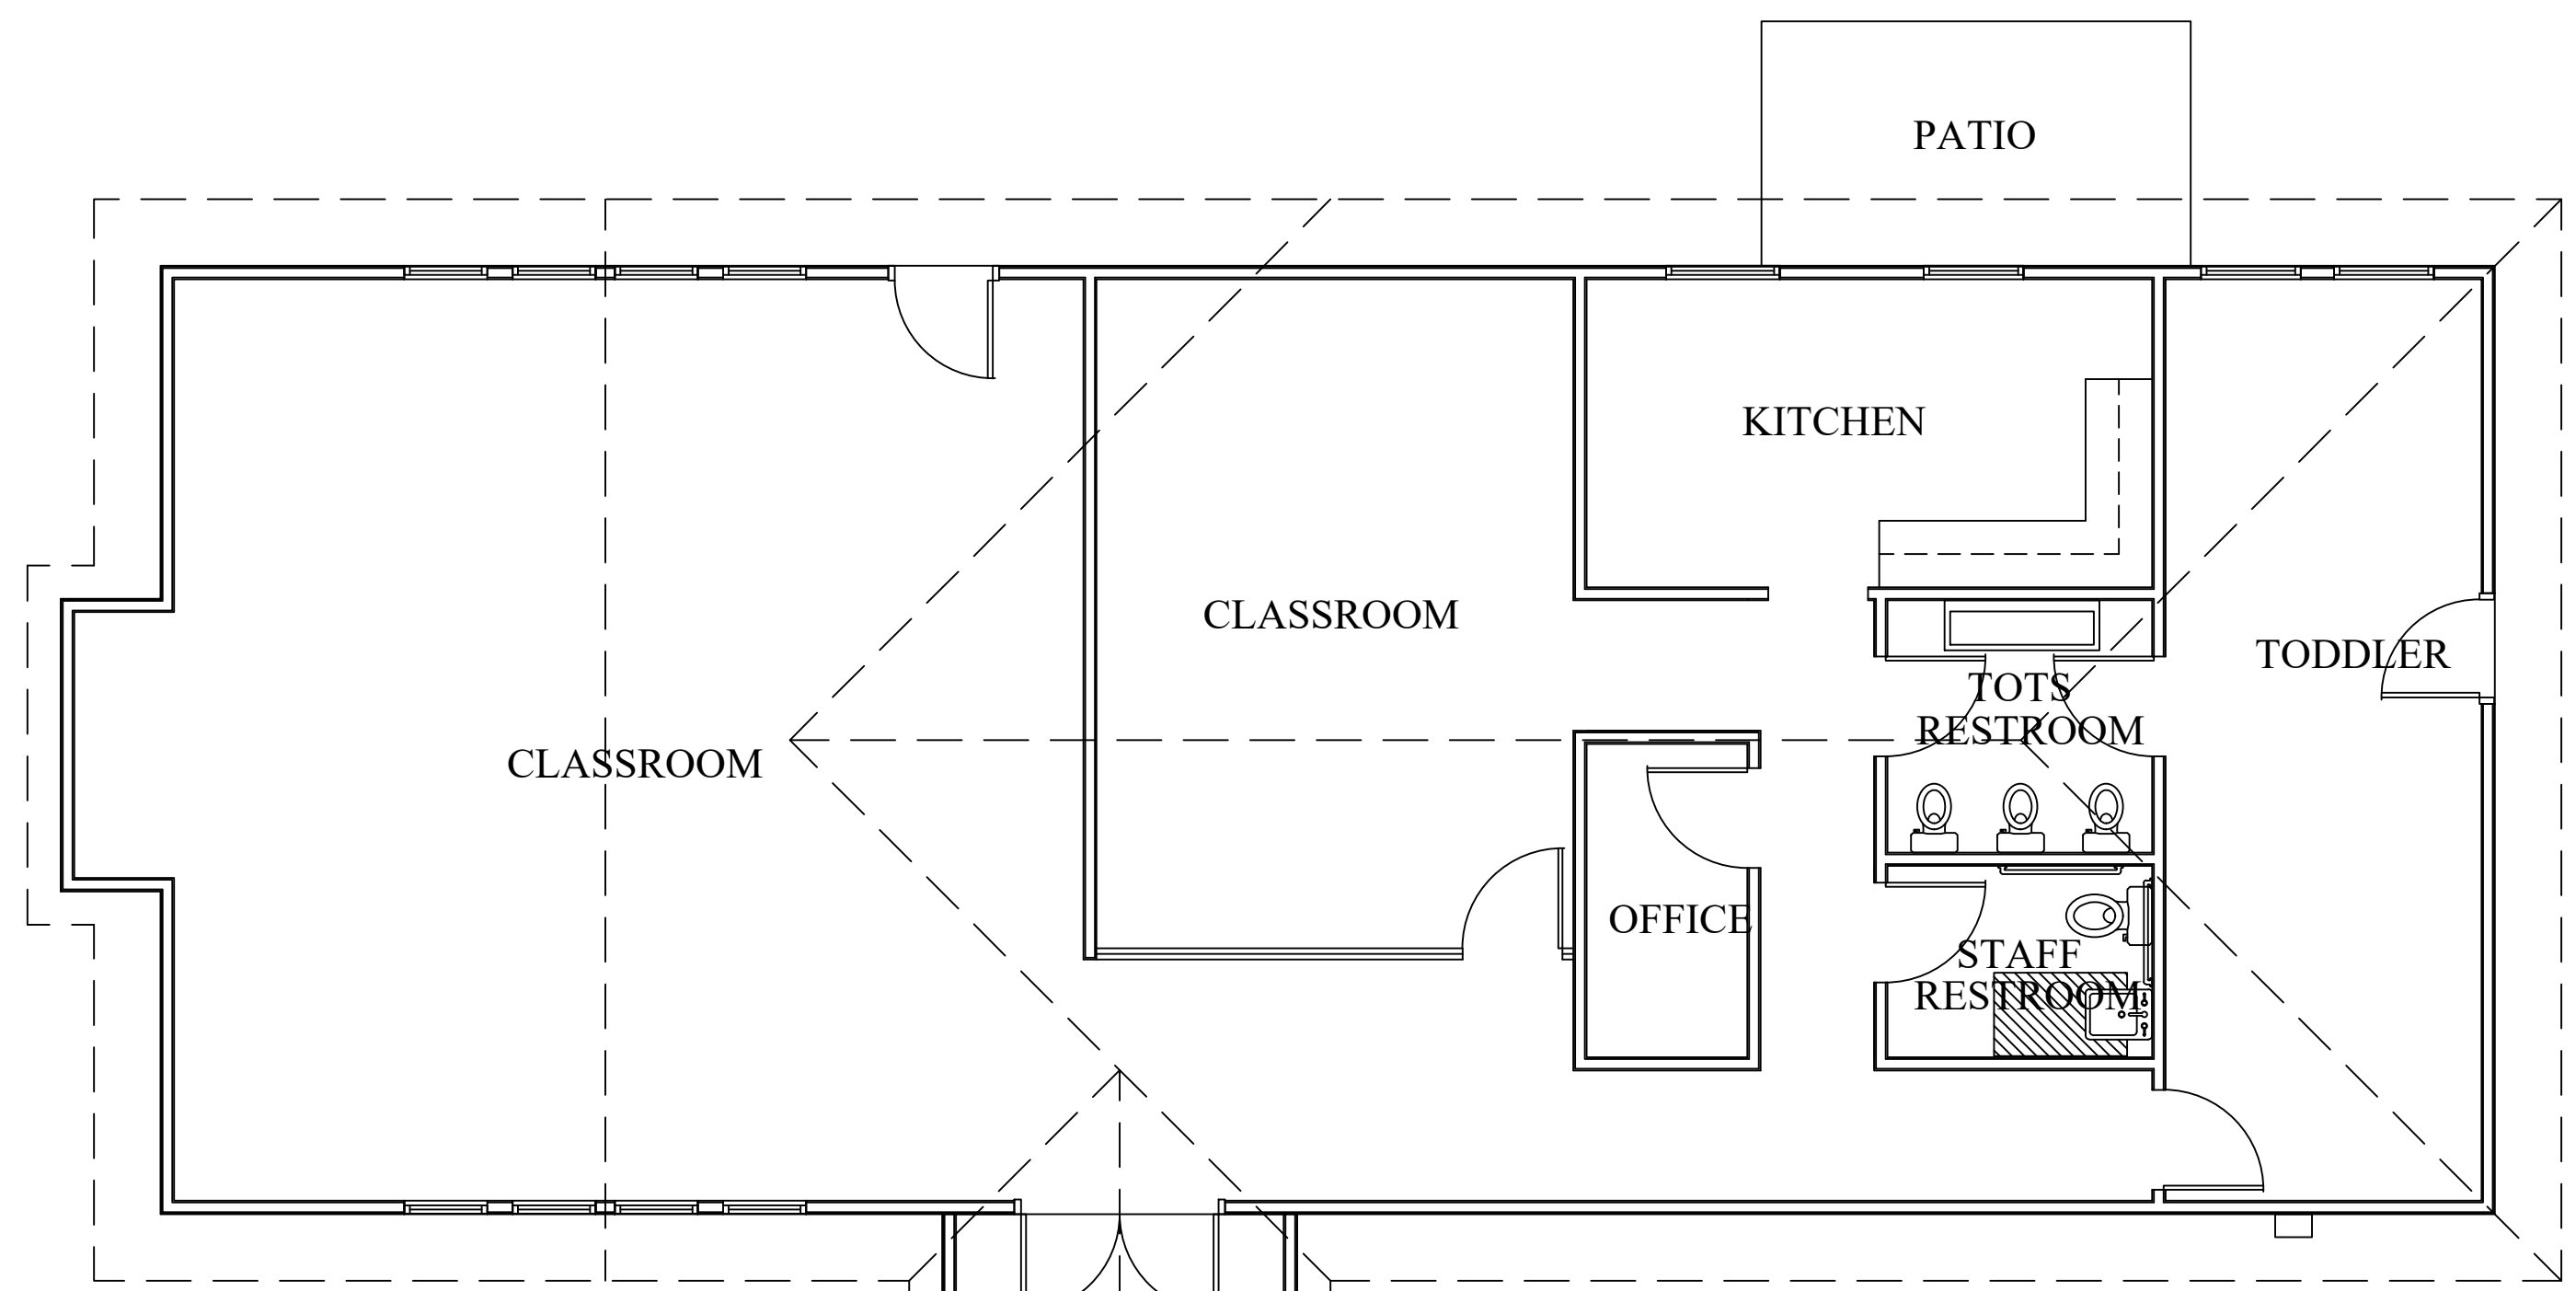 PATIO
KITCHEN
CLASSROOM
TODDLER
TOTS
RESTROOM
CLASSROOM
OFFICE
STAFF
RESTROOM